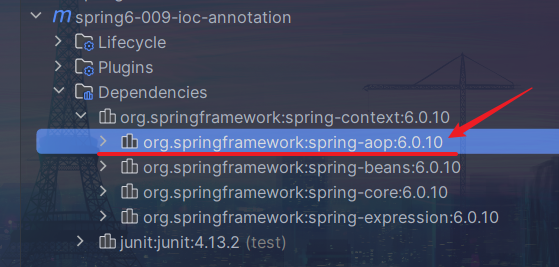 spring6-009-ioc-annotation
Lifecycle
Plugins
Dependencies
org.springframework:spring-context:6.0.10
org.springframework:spring-aop:6.0.10
org.springframework:spring-beans:6.0.10
org.springframework:spring-core:6.0.10
org.springframework:spring-expression:6.0.10
junit:junit:4.13.2 (test)